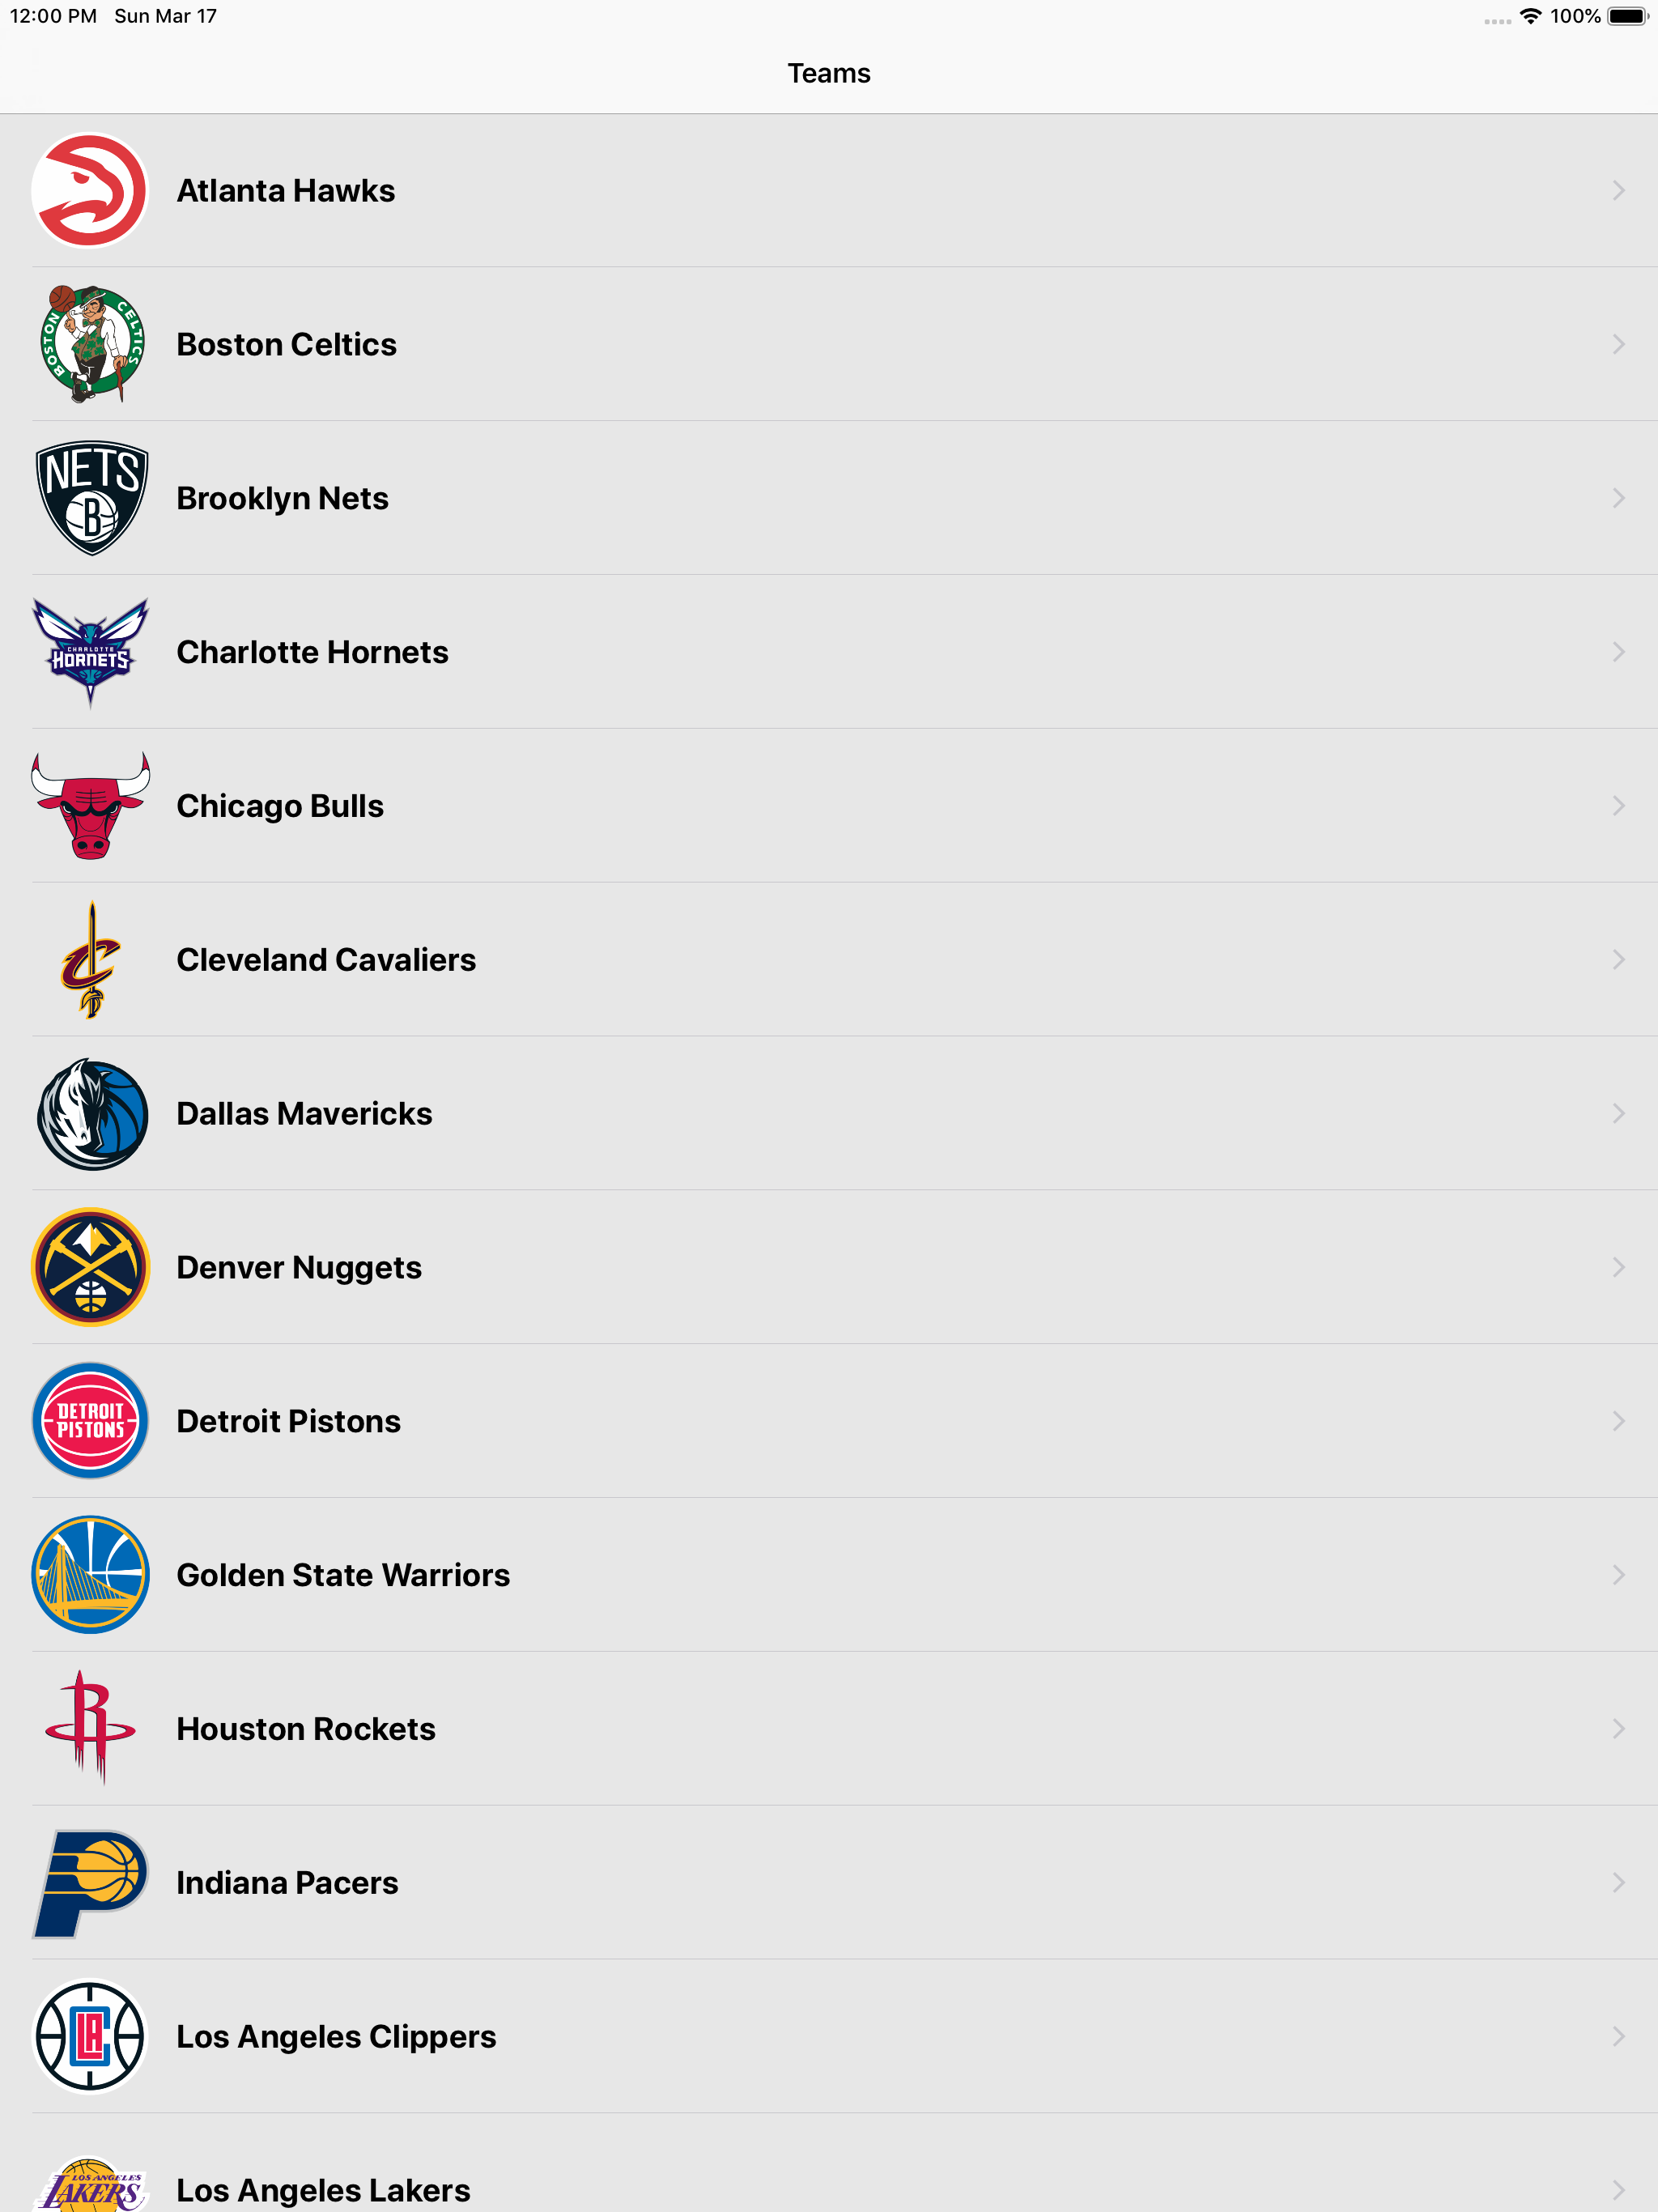 12:00 PM Sun Mar 17 100%
Teams
Atlanta Hawks
BOSTON CELTICS
Boston Celtics
NETS
B
Brooklyn Nets
CHARLOTTE
HORNETS
Charlotte Hornets
Chicago Bulls
C
Cleveland Cavaliers
Dallas Mavericks
Denver Nuggets
DETROIT
PISTONS
Detroit Pistons
Golden State Warriors
R
Houston Rockets
P
Indiana Pacers
LA C
Los Angeles Clippers
LOS ANGELES
LAKERS
Los Angeles Lakers